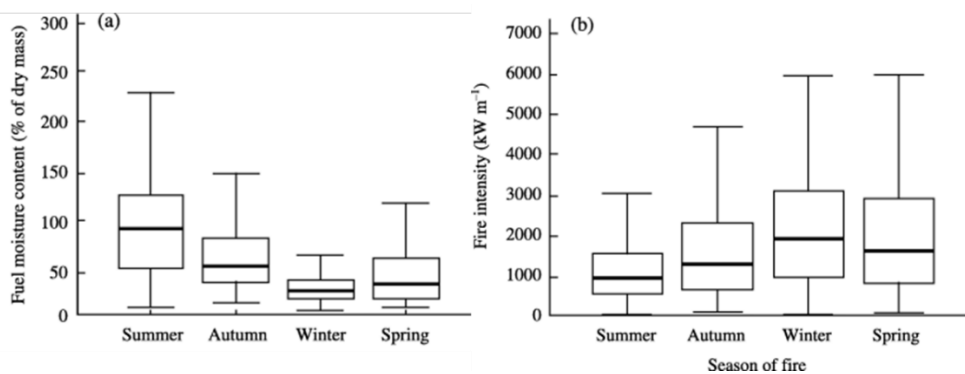 (a)
Fuel moisture content (% of dry mass)
300
250
200
150
100
50
0
Summer Autumn Winter Spring
(b)
Fire intensity (kW m⁻¹)
7000
6000
5000
4000
3000
2000
1000
0
Summer Autumn Winter Spring
Season of fire